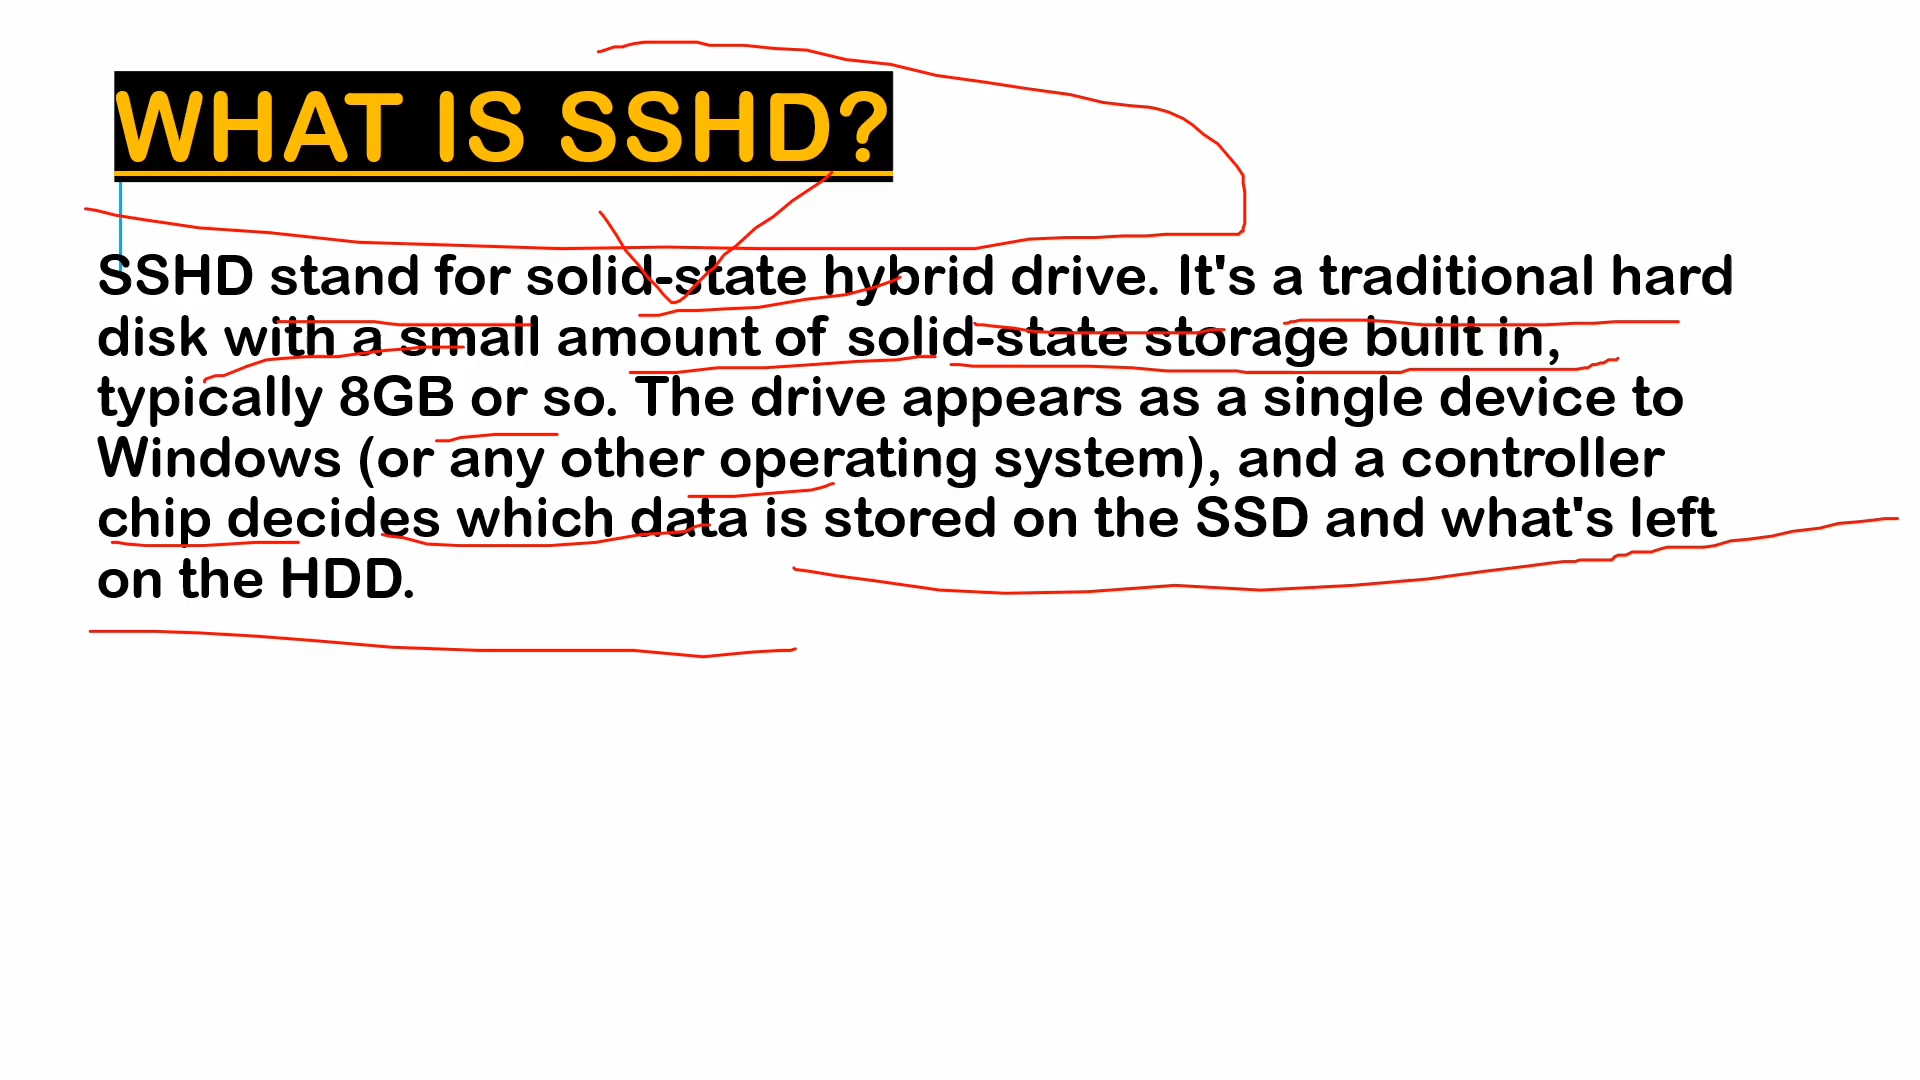 WHAT IS SSHD?
SSHD stand for solid-state hybrid drive. It's a traditional hard
disk with a small amount of solid-state storage built in,
typically 8GB or so. The drive appears as a single device to
Windows (or any other operating system), and a controller
chip decides which data is stored on the SSD and what's left
on the HDD.